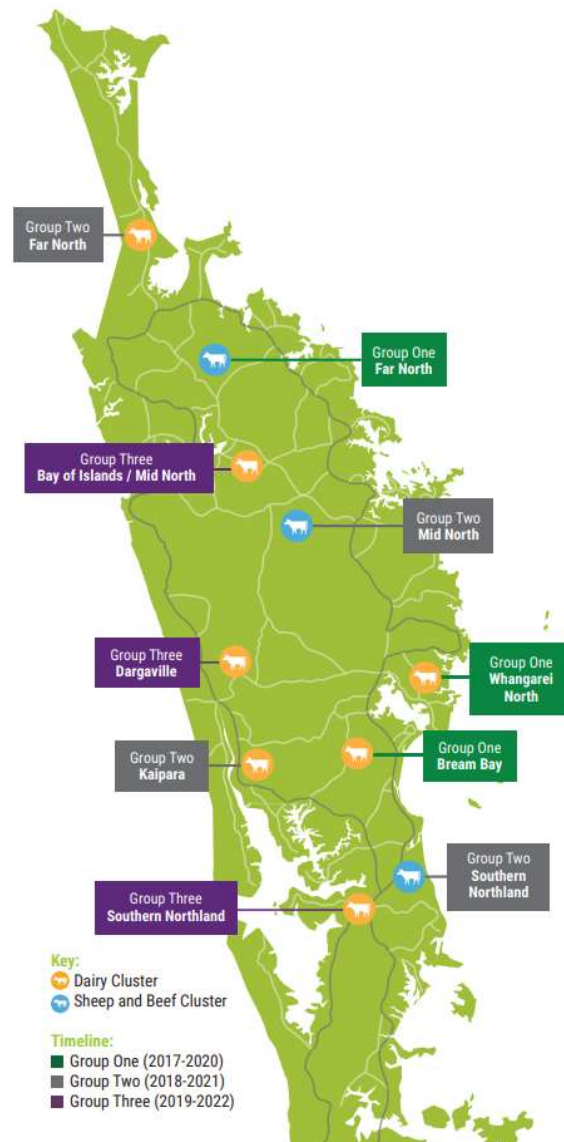 Group Two
Far North
Group One
Far North
Group Three
Bay of Islands / Mid North
Group Two
Mid North
Group Three
Dargaville
Group One
Whangarei
North
Group Two
Kaipara
Group One
Bream Bay
Group Two
Southern
Northland
Group Three
Southern Northland
Key:
Dairy Cluster
Sheep and Beef Cluster
Timeline:
Group One (2017-2020)
Group Two (2018-2021)
Group Three (2019-2022)